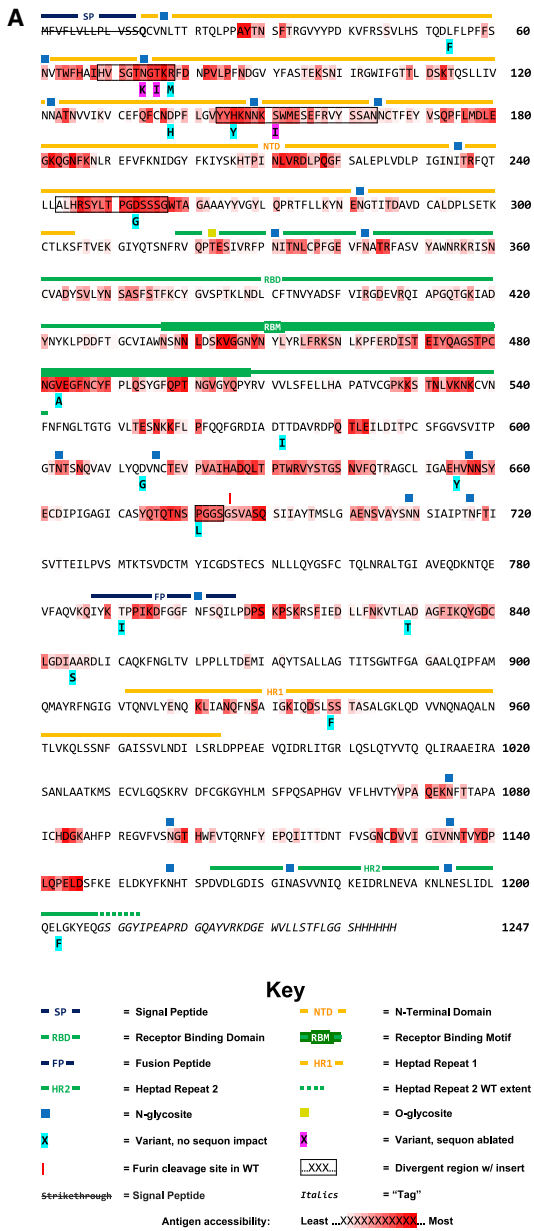 A
SP
MFVFLVLLPL VSSQCVNLTT RTQLPPAYTN SFTRGVYYPD KVFRSSVLHS TQDLFLPFFS 60
F
NVTWFHAIHV SGTNGTKRFD NPVLPFNDGV YFASTEKSNI IRGWIFGTTL DSKTQSLLIV 120
K I M
NNATNVVIKV CEFQFCNDPF LGVYYHKNNK SWMESEFRVY SSANNCTFEY VSQPFLMDLE 180
H Y I
NTD
GKQGNFKNLR EFVFKNIDGY FKIYSKHTPI NLVRDLPQGF SALEPLVDLP IGINITRFQT 240
LLALHRSYLT PGDSSSGWTA GAAAYYVGYL QPRTFLLKYN ENGTITDAVD CALDPLSETK 300
G
CTLKSFTVEK GIYQTSNFRV QPTESIVRFP NITNLCPFGE VFNATRFASV YAWNRKRISN 360
RBD
CVADYSVLYN SASFSTFKCY GVSPTKLNDL CFTNVYADSF VIRGDEVRQI APGQTGKIAD 420
RBM
YNYKLPDDFT GCVIAWNSNN LDSKVGGNYN YLYRLFRKSN LKPFERDIST EIYQAGSTPC 480
NGVEGFNCYF PLQSYGFQPT NGVGYQPYRV VVLSFELLHA PATVCGPKKS TNLVKNKCVN 540
A
FNFNGLTGTG VLTESNKKFL PFQQFGRDIA DTTDAVRDPQ TLEILDITPC SFGGVSVITP 600
I
GTNTSNQVAV LYQDVNCTEV PVAIHADQLT PTWRVYSTGS NVFQTRAGCL IGAEHVNNSY 660
G Y
ECDIPIGAGI CASYQTQTNS PGGSGSVASQ SIIAYTMSLG AENSVAYSNN SIAIPTNFTI 720
L
SVTTEILPVS MTKTSVDCTM YICGDSTECS NLLLQYGSFC TQLNRALTGI AVEQDKNTQE 780
FP
VFAQVKQIYK TPPIKDFGGF NFSQILPDPS KPSKRSFIED LLFNKVTLAD AGFIKQYGDC 840
I T
LGDIAARDLI CAQKFNGLTV LPPLLTDEMI AQYTSALLAG TITSGWTFGA GAALQIPFAM 900
S
HR1
QMAYRFNGIG VTQNVLYENQ KLIANQFNSA IGKIQDSLSS TASALGKLQD VVNQNAQALN 960
F
TLVKQLSSNF GAISSVLNDI LSRLDPPEAE VQIDRLITGR LQSLQTYVTQ QLIRAAEIRA 1020
SANLAATKMS ECVLGQSKRV DFCGKGYHLM SFPQSAPHGV VFLHVTYVPA QEKNFTTAPA 1080
ICHDGKAHFP REGVFVSNGT HWFVTQRNFY EPQIITTDNT FVSGNCDVVI GIVNNTVYDP 1140
HR2
LQPELDSFKE ELDKYFKNHT SPDVDLGDIS GINASVVNIQ KEIDRLNEVA KNLNESLIDL 1200
QELGKYEQGS GGYIPEAPRD GQAYVRKDGE WVLLSTFLGG SHHHHHH 1247
F
Key
SP = Signal Peptide NTD = N-Terminal Domain
RBD = Receptor Binding Domain RBM = Receptor Binding Motif
FP = Fusion Peptide HR1 = Heptad Repeat 1
HR2 = Heptad Repeat 2 = Heptad Repeat 2 WT extent
= N-glycosite = O-glycosite
X = Variant, no sequon impact X = Variant, sequon ablated
= Furin cleavage site in WT ...XXX... = Divergent region w/ insert
Strikethrough = Signal Peptide Italics = “Tag”
Antigen accessibility: Least ...XXXXXXXXXXX... Most